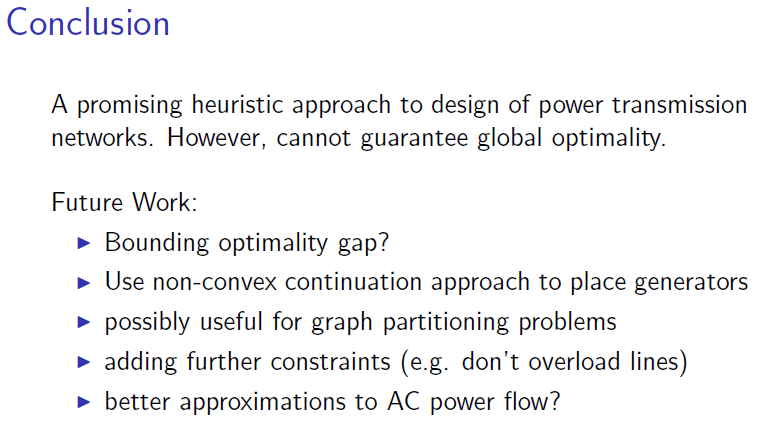 Conclusion
A promising heuristic approach to design of power transmission
networks. However, cannot guarantee global optimality.
Future Work:
▶ Bounding optimality gap?
▶ Use non-convex continuation approach to place generators
▶ possibly useful for graph partitioning problems
▶ adding further constraints (e.g. don't overload lines)
▶ better approximations to AC power flow?